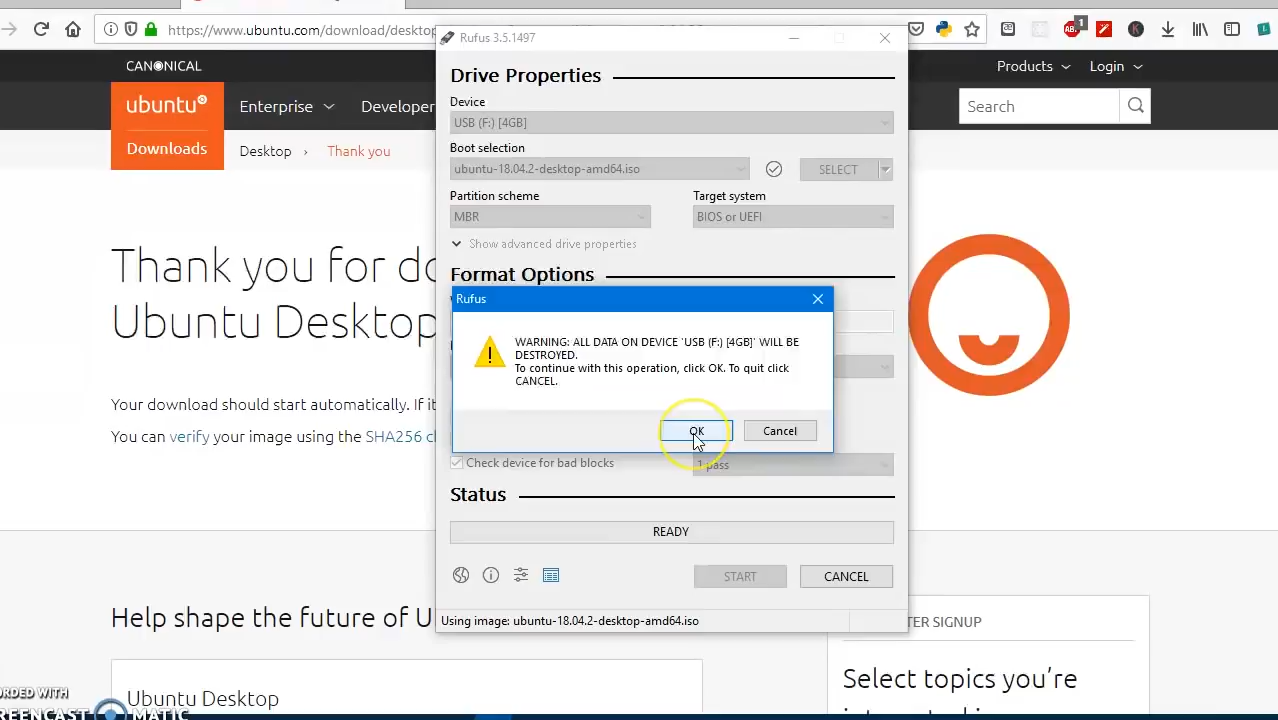 https://www.ubuntu.com/download/desktop
1
Rufus 3.5.1497
CANONICAL
Products
Login
Drive Properties
Device
USB (F:) [4GB]
ubuntu
Enterprise
Developer
Search
Downloads
Desktop
Thank you
Boot selection
ubuntu-18.04.2-desktop-amd64.iso
SELECT
Partition scheme
Target system
MBR
BIOS or UEFI
Show advanced drive properties
Thank you for do
Ubuntu Desktop
Format Options
Rufus
WARNING: ALL DATA ON DEVICE 'USB (F:) [4GB]' WILL BE
DESTROYED.
To continue with this operation, click OK. To quit click
CANCEL.
OK
Cancel
Your download should start automatically. If it
You can verify your image using the SHA256 c
Check device for bad blocks
1 pass
Status
READY
START
CANCEL
Using image: ubuntu-18.04.2-desktop-amd64.iso
Help shape the future of U
TER SIGNUP
Select topics you're
Ubuntu Desktop
ORDED WITH
REENCAST MATIC